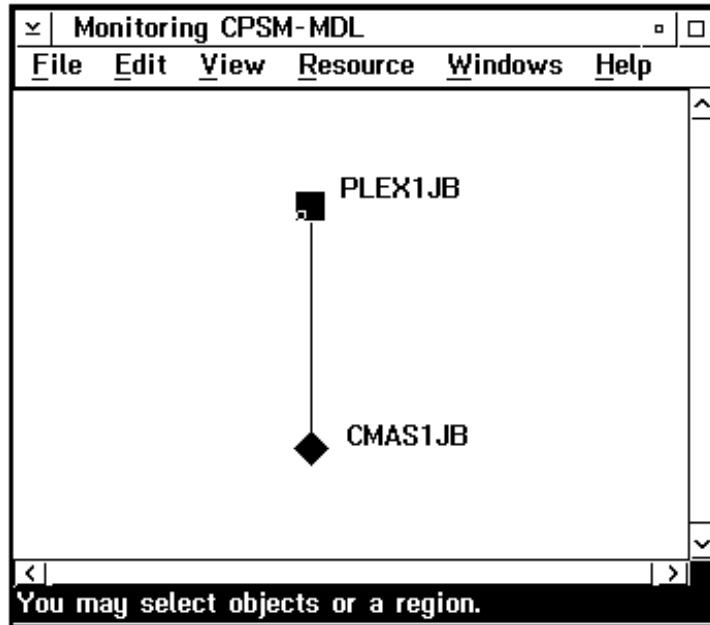 Monitoring CPSM-MDL
File Edit View Resource Windows Help
PLEX1JB
CMAS1JB
You may select objects or a region.